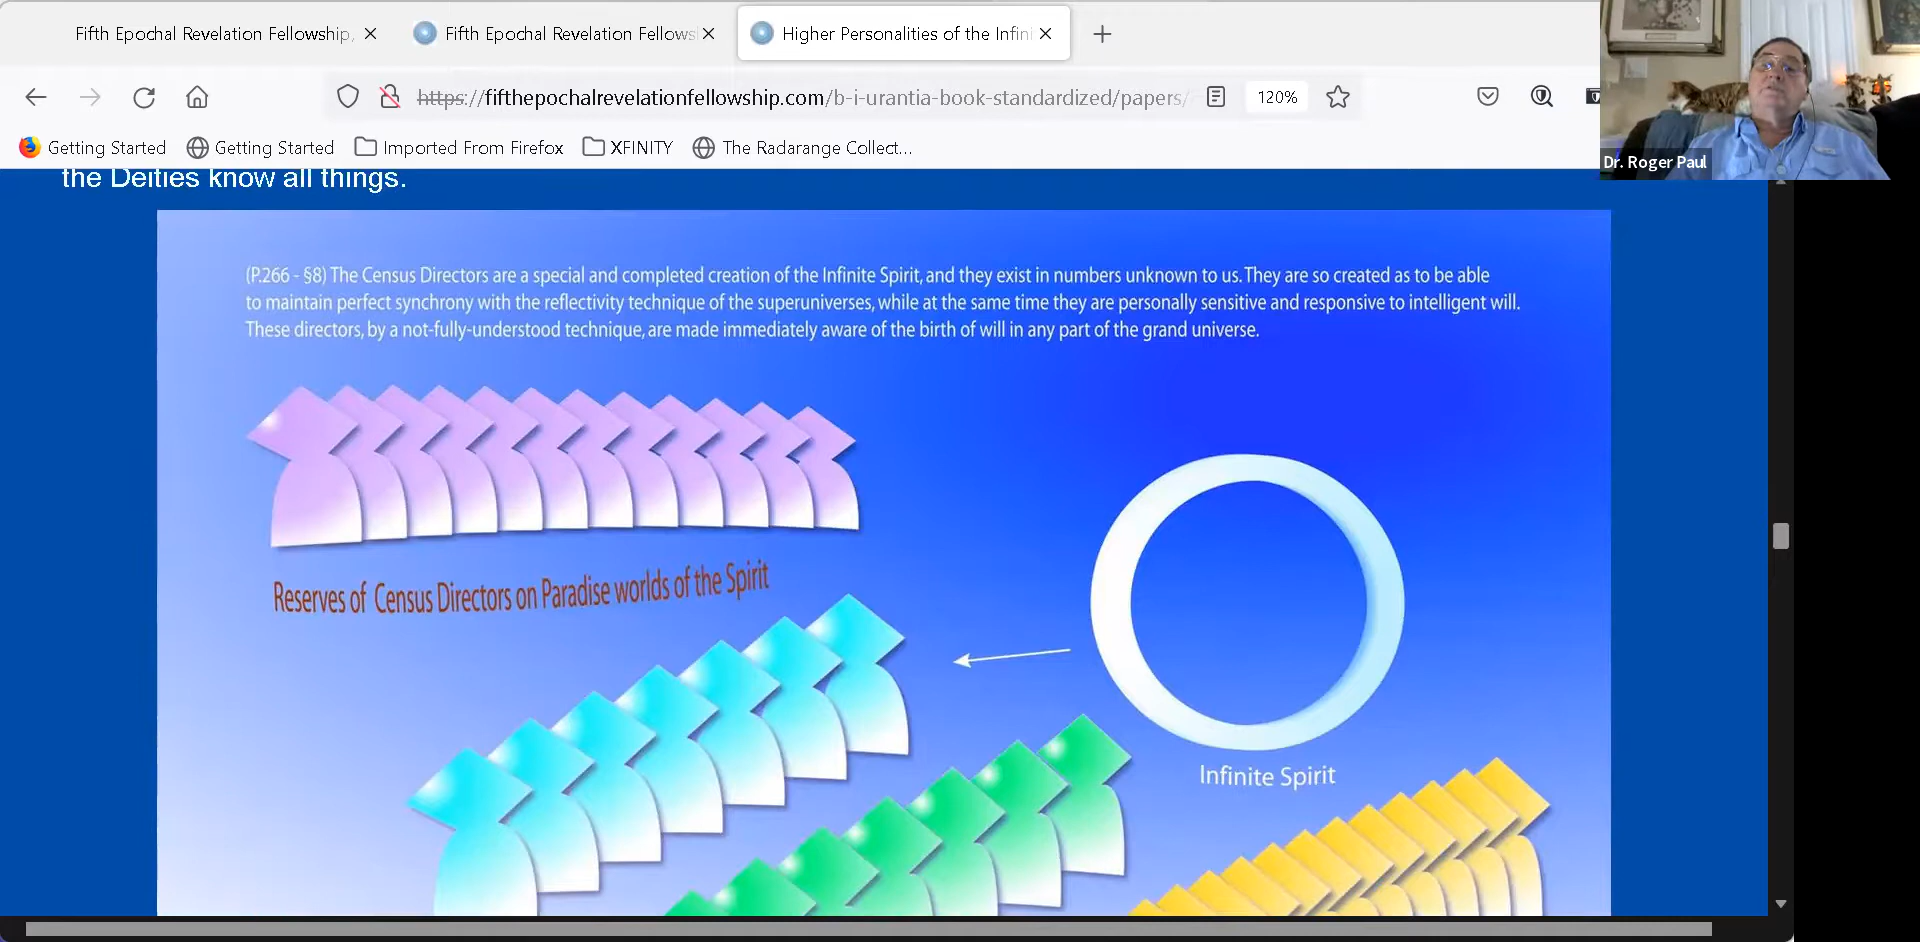 Fifth Epochal Revelation Fellowship,
Fifth Epochal Revelation Fellows
Higher Personalities of the Infini
https://fifthepochalrevelationfellowship.com/b-i-urantia-book-standardized/papers/
120%
Getting Started
Getting Started
Imported From Firefox
XFINITY
The Radarange Collect...
Dr. Roger Paul
the Deities know all things.
(P.266 - §8) The Census Directors are a special and completed creation of the Infinite Spirit, and they exist in numbers unknown to us. They are so created as to be able
to maintain perfect synchrony with the reflectivity technique of the superuniverses, while at the same time they are personally sensitive and responsive to intelligent will.
These directors, by a not-fully-understood technique, are made immediately aware of the birth of will in any part of the grand universe.
Reserves of Census Directors on Paradise worlds of the Spirit
Infinite Spirit